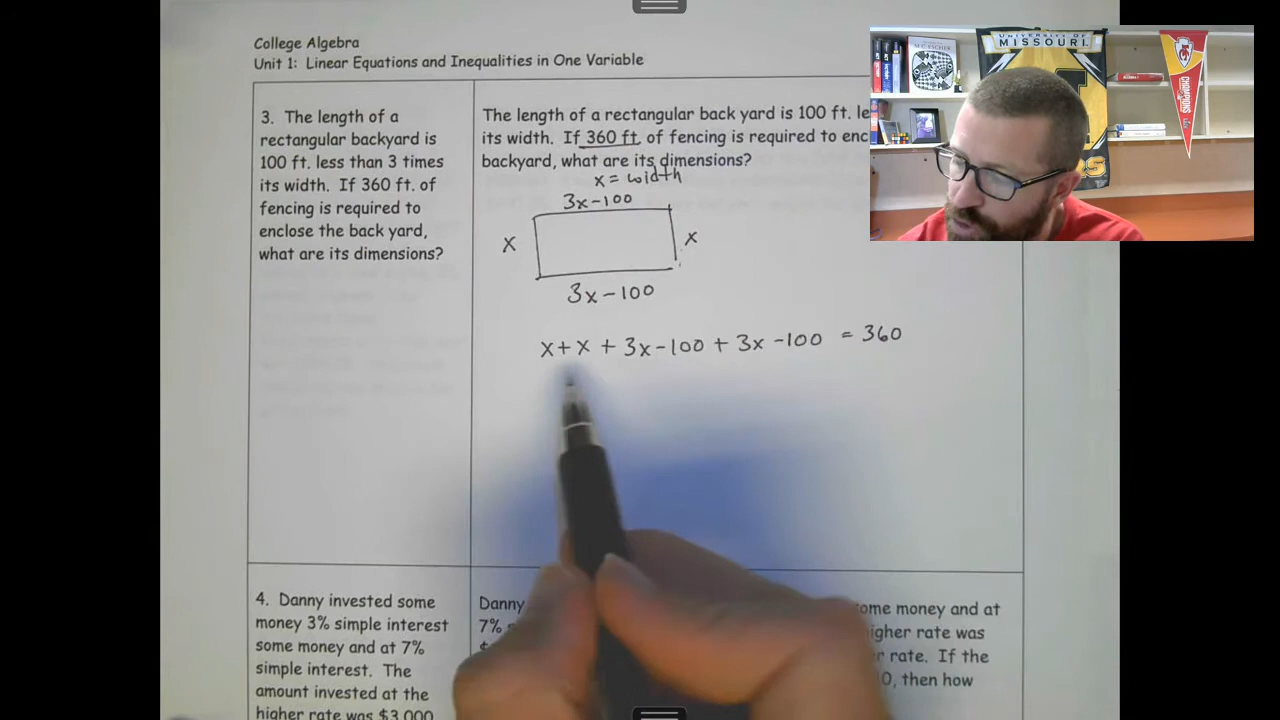 College Algebra
Unit 1: Linear Equations and Inequalities in One Variable
3. The length of a
rectangular backyard is
100 ft. less than 3 times
its width. If 360 ft. of
fencing is required to
enclose the back yard,
what are its dimensions?
The length of a rectangular back yard is 100 ft. le
its width. If 360 ft. of fencing is required to enc
backyard, what are its dimensions?
x = width
3x-100
x
x
3x-100
x+x + 3x-100 + 3x-100 = 360
4. Danny invested some
money 3% simple interest
some money and at 7%
simple interest. The
amount invested at the
higher rate was $3,000
Danny
7%
ome money and at
igher rate was
r rate. If the
0, then how
UNIVERSITY OF
MISSOURI
M.C. ESCHER
CHIEFS
CHAMPIONS